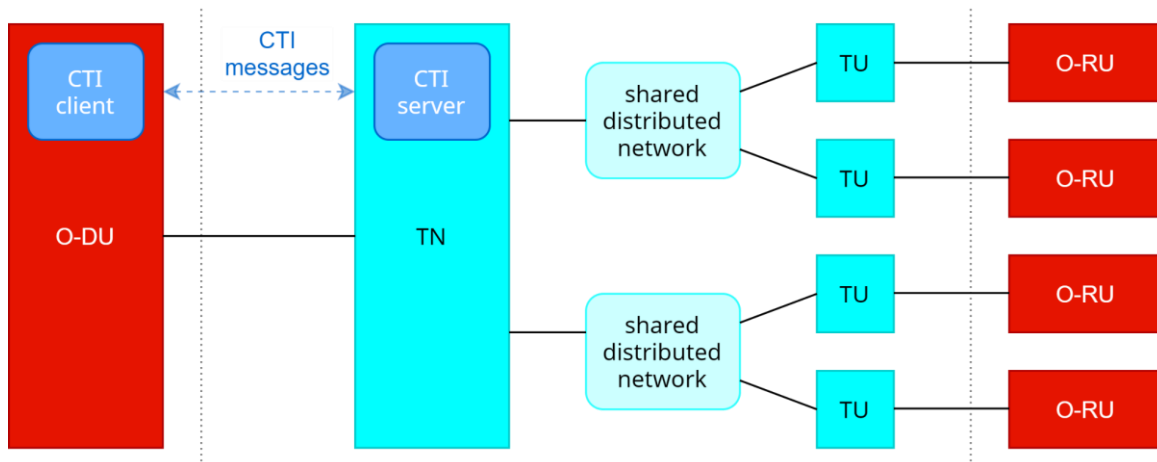 CTI
client
O-DU
CTI
messages
CTI
server
TN
shared
distributed
network
shared
distributed
network
TU
TU
TU
TU
O-RU
O-RU
O-RU
O-RU